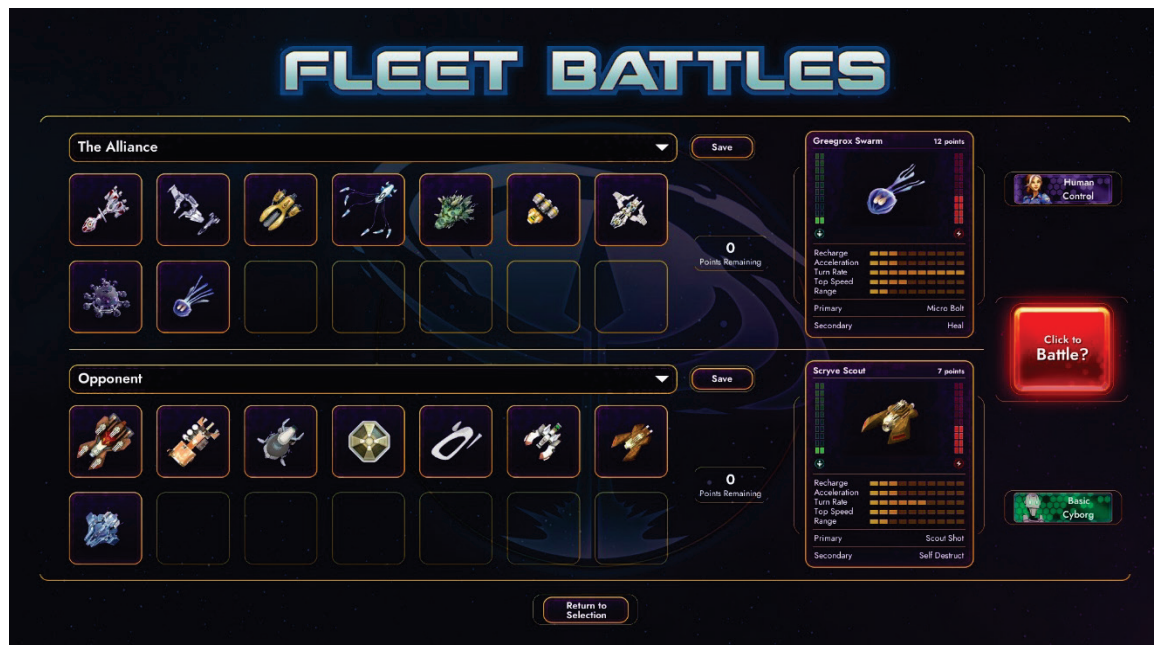 FLEET BATTLES
The Alliance
Save
0
Points Remaining
Greegrox Swarm 12 points
Recharge
Acceleration
Turn Rate
Top Speed
Range
Primary Micro Bolt
Secondary Heal
Human
Control
Click to
Battle?
Opponent
Save
0
Points Remaining
Scryve Scout 7 points
Recharge
Acceleration
Turn Rate
Top Speed
Range
Primary Scout Shot
Secondary Self Destruct
Basic
Cyborg
Return to
Selection